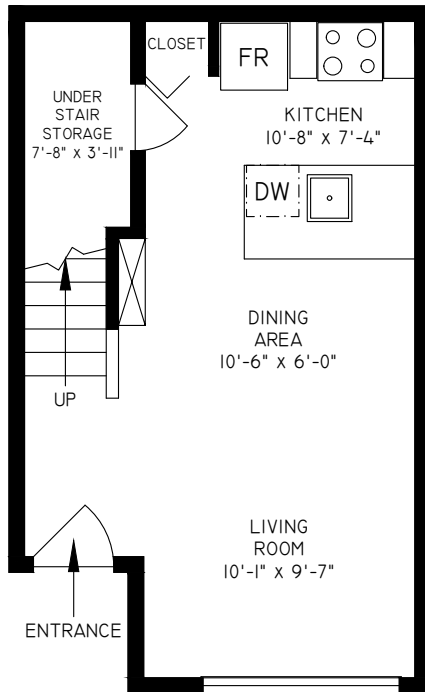 CLOSET
FR
UNDER
STAIR
STORAGE
7'-8" X 3'-11"
KITCHEN
10'-8" X 7'-4"
DW
DINING
AREA
10'-6" X 6'-0"
UP
LIVING
ROOM
10'-1" X 9'-7"
ENTRANCE